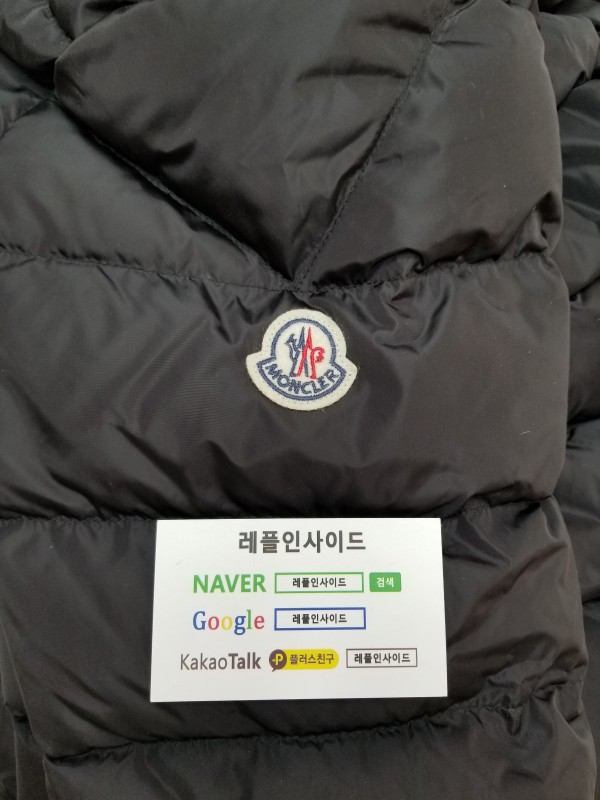 MONCLER
레플인사이드
NAVER 레플인사이드 검색
Google 레플인사이드
KakaoTalk P 플러스친구 레플인사이드